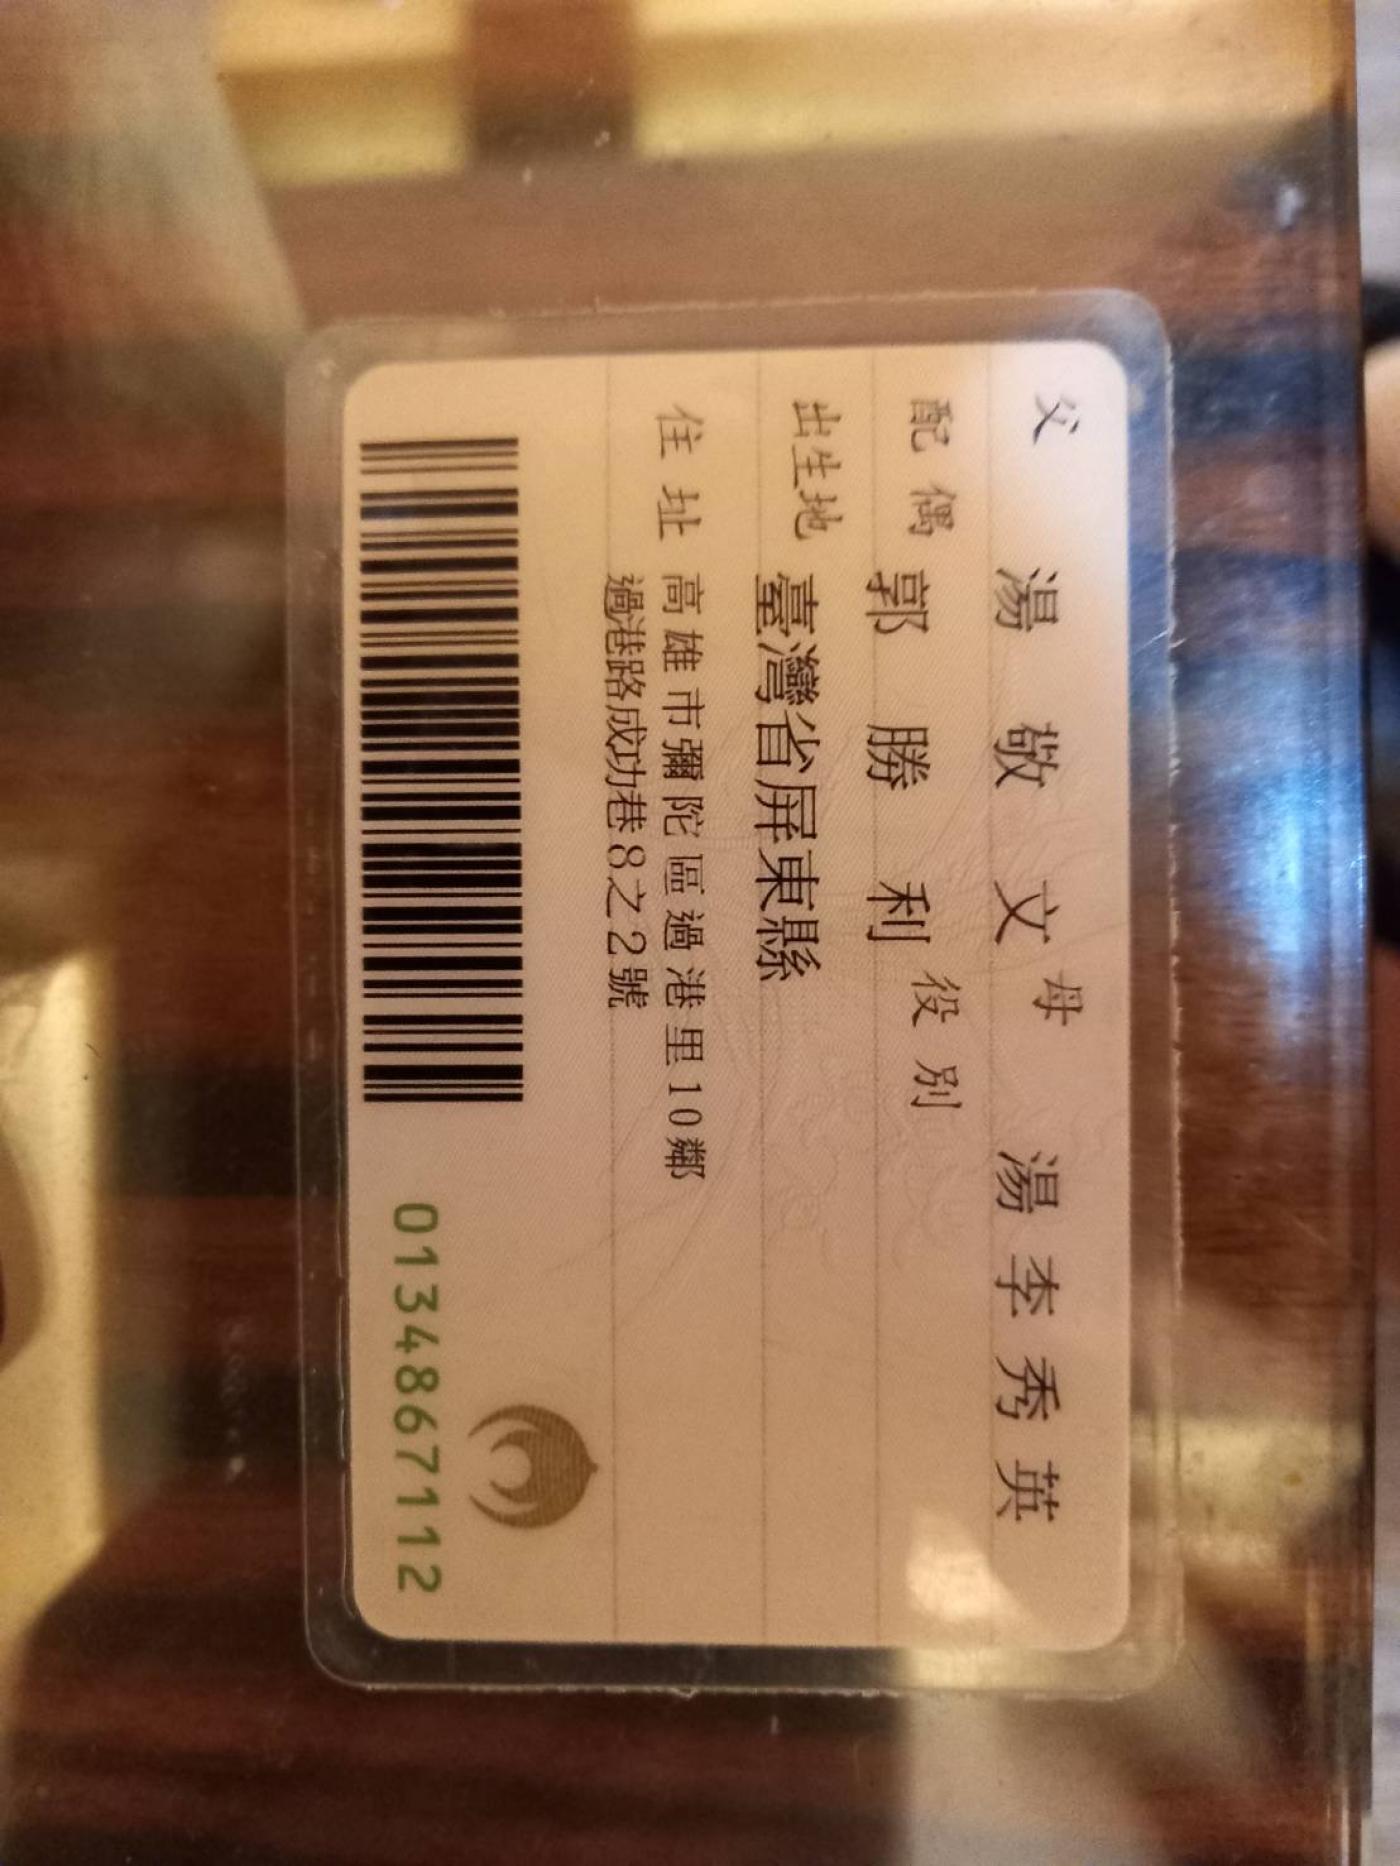 父 湯敬文 母 湯李秀英
配偶 郭勝利 役別
出生地 臺灣省屏東縣
住址 高雄市彌陀區過港里10鄰
過港路成功巷8之2號
0134867112